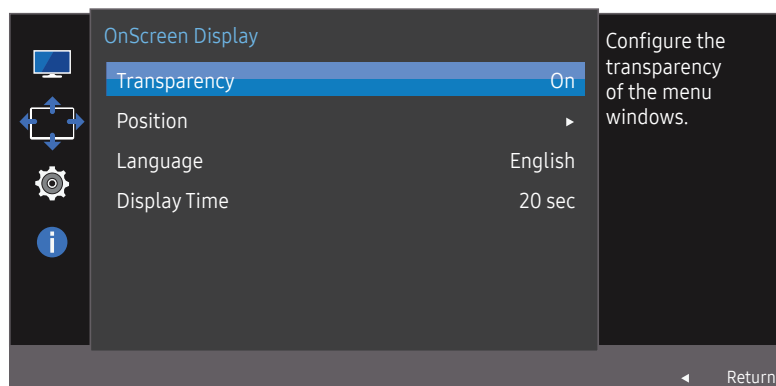 OnScreen Display
Transparency On
Position ▸
Language English
Display Time 20 sec
Configure the
transparency
of the menu
windows.
◂ Return